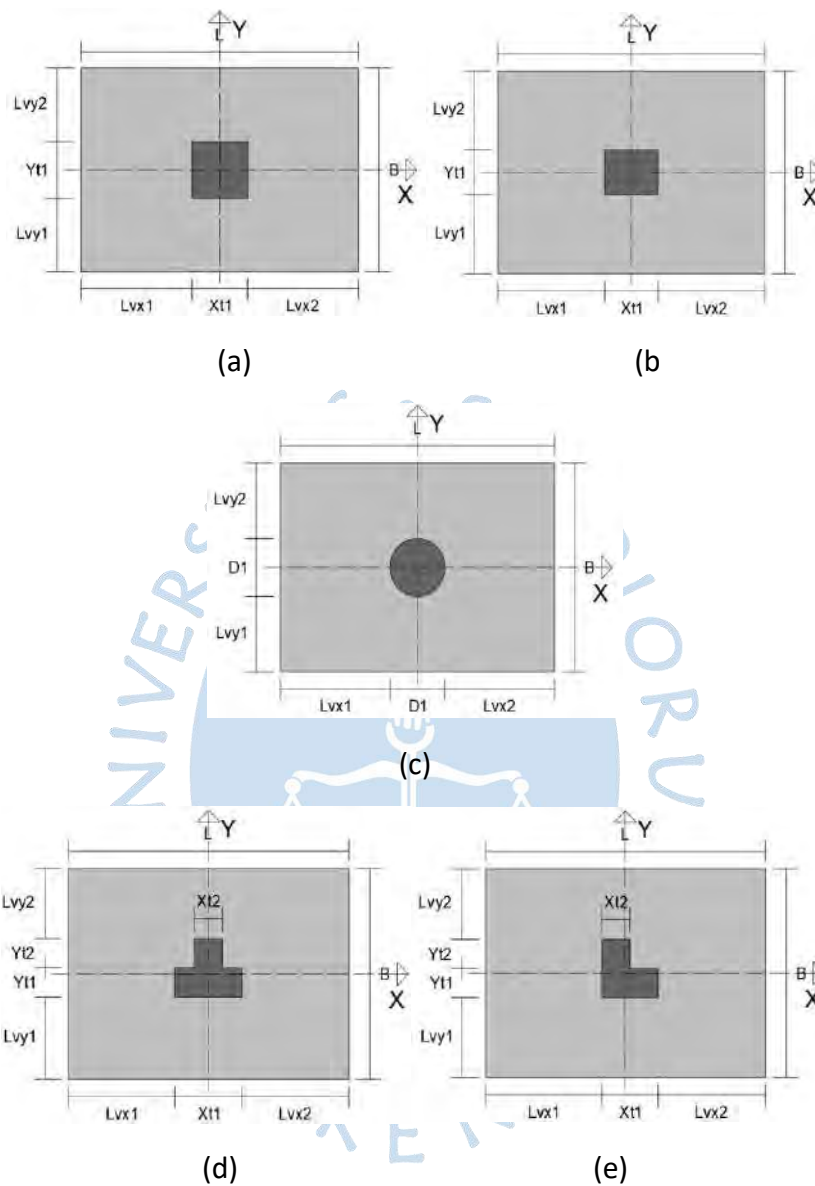 L Y
Lvy2
Yt1
Lvy1
B
X
Lvx1 Xt1 Lvx2
(a)
L Y
Lvy2
Yt1
Lvy1
B
X
Lvx1 Xt1 Lvx2
(b)
L Y
Lvy2
D1
Lvy1
B
X
Lvx1 D1 Lvx2
(c)
L Y
Xt2
Lvy2
Yt2
Yt1
Lvy1
B
X
Lvx1 Xt1 Lvx2
(d)
L Y
Xt2
Lvy2
Yt2
Yt1
Lvy1
B
X
Lvx1 Xt1 Lvx2
(e)